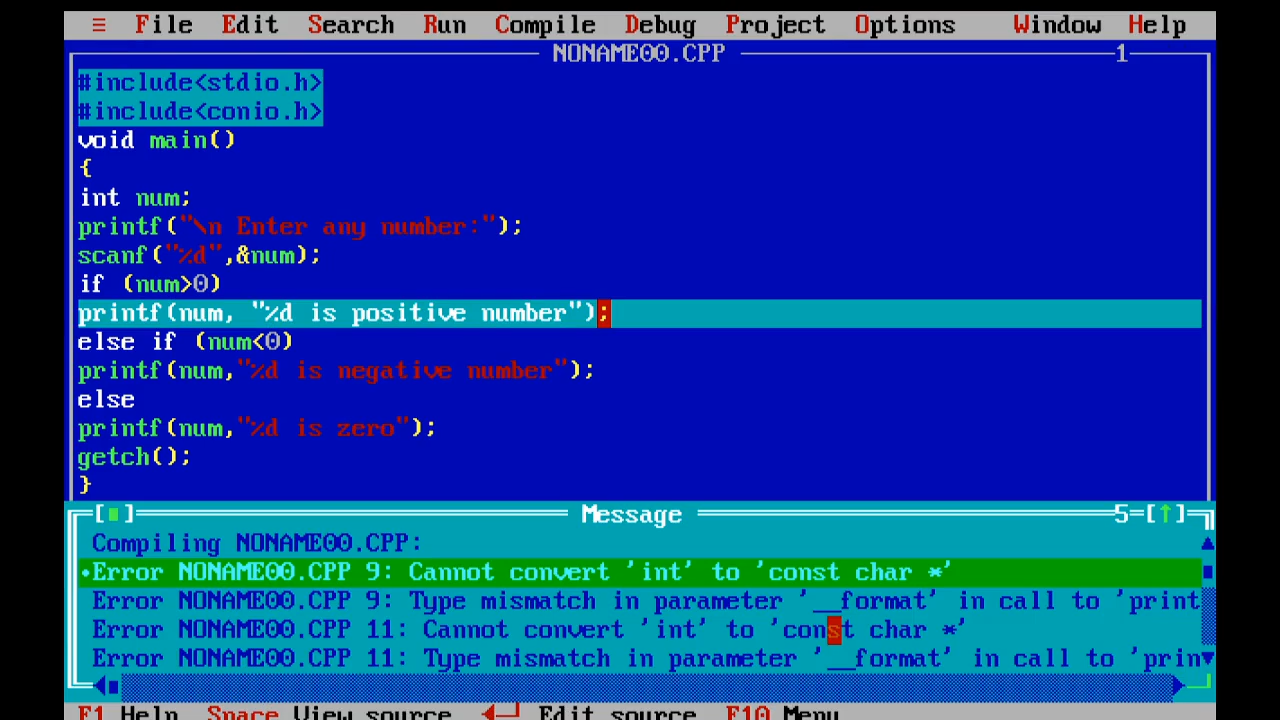 ≡ File Edit Search Run Compile Debug Project Options Window Help
NONAME00.CPP 1
#include<stdio.h>
#include<conio.h>
void main()
{
int num;
printf("\n Enter any number:");
scanf("%d",&num);
if (num>0)
printf(num, "%d is positive number");
else if (num<0)
printf(num,"%d is negative number");
else
printf(num,"%d is zero");
getch();
}
[■] Message 5=[↑]
Compiling NONAME00.CPP:
•Error NONAME00.CPP 9: Cannot convert 'int' to 'const char *'
Error NONAME00.CPP 9: Type mismatch in parameter '__format' in call to 'print
Error NONAME00.CPP 11: Cannot convert 'int' to 'const char *'
Error NONAME00.CPP 11: Type mismatch in parameter '__format' in call to 'prin
F1 Help Space View source ◄─┘ Edit source F10 Menu